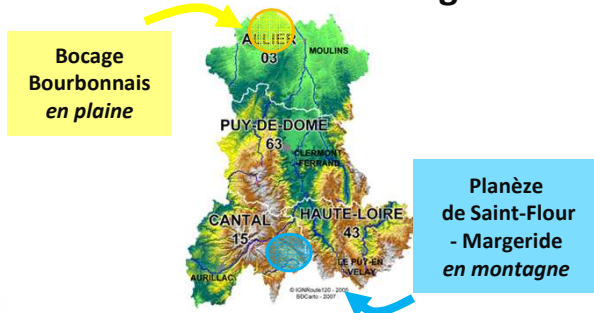 Bocage
Bourbonnais
en plaine
ALLIER
03
MOULINS
PUY-DE-DOME
63
CLERMONT-
FERRAND
CANTAL
15
HAUTE-LOIRE
43
AURILLAC
LE PUY-EN-
VELAY
© IGNRoute120 - 2005
BDCarto - 2007
Planèze
de Saint-Flour
- Margeride
en montagne